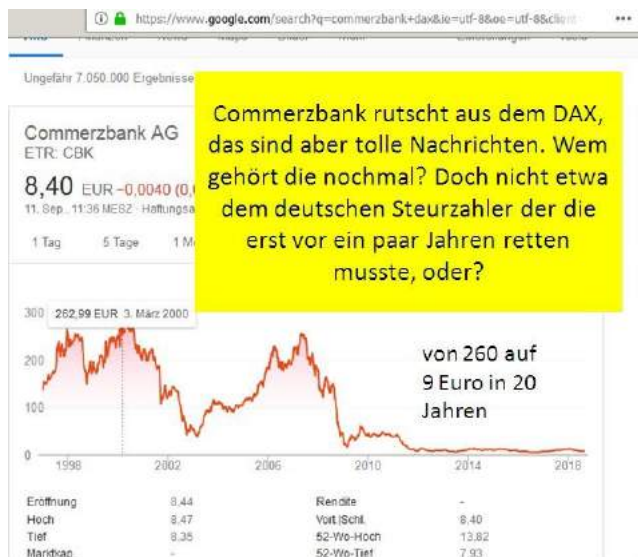 https://www.google.com/search?q=commerzbank+dax&ie=utf-8&oe=utf-8&client
Ungefähr 7.050.000 Ergebnisse
Commerzbank rutscht aus dem DAX,
das sind aber tolle Nachrichten. Wem
gehört die nochmal? Doch nicht etwa
dem deutschen Steurzahler der die
erst vor ein paar Jahren retten
musste, oder?
Commerzbank AG
ETR: CBK
8,40 EUR −0,0040 (0,
11. Sep., 11:36 MESZ · Haftungsa
1 Tag 5 Tage 1 M
300
262,99 EUR 3. März 2000
200
100
0
von 260 auf
9 Euro in 20
Jahren
1998 2002 2006 2010 2014 2018
Eröffnung 8,44 Rendite -
Hoch 8,47 Vort.|Schl. 8,40
Tief 8,35 52-Wo-Hoch 13,82
Marktkap. - 52-Wo-Tief 7,93